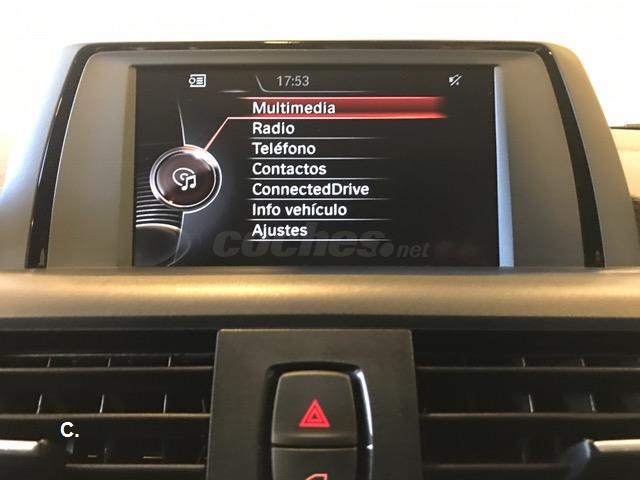 17:53
Multimedia
Radio
Teléfono
Contactos
ConnectedDrive
Info vehículo
Ajustes
coches.net
C.